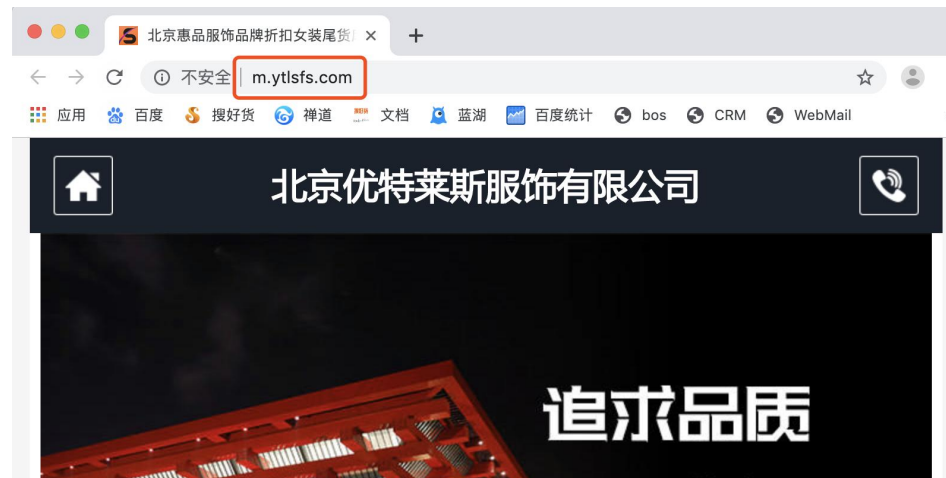 北京惠品服饰品牌折扣女装尾货
不安全 | m.ytlsfs.com
应用 百度 搜好货 禅道 文档 蓝湖 百度统计 bos CRM WebMail
北京优特莱斯服饰有限公司
追求品质